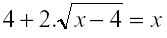 4 + 2.√(x − 4) = x